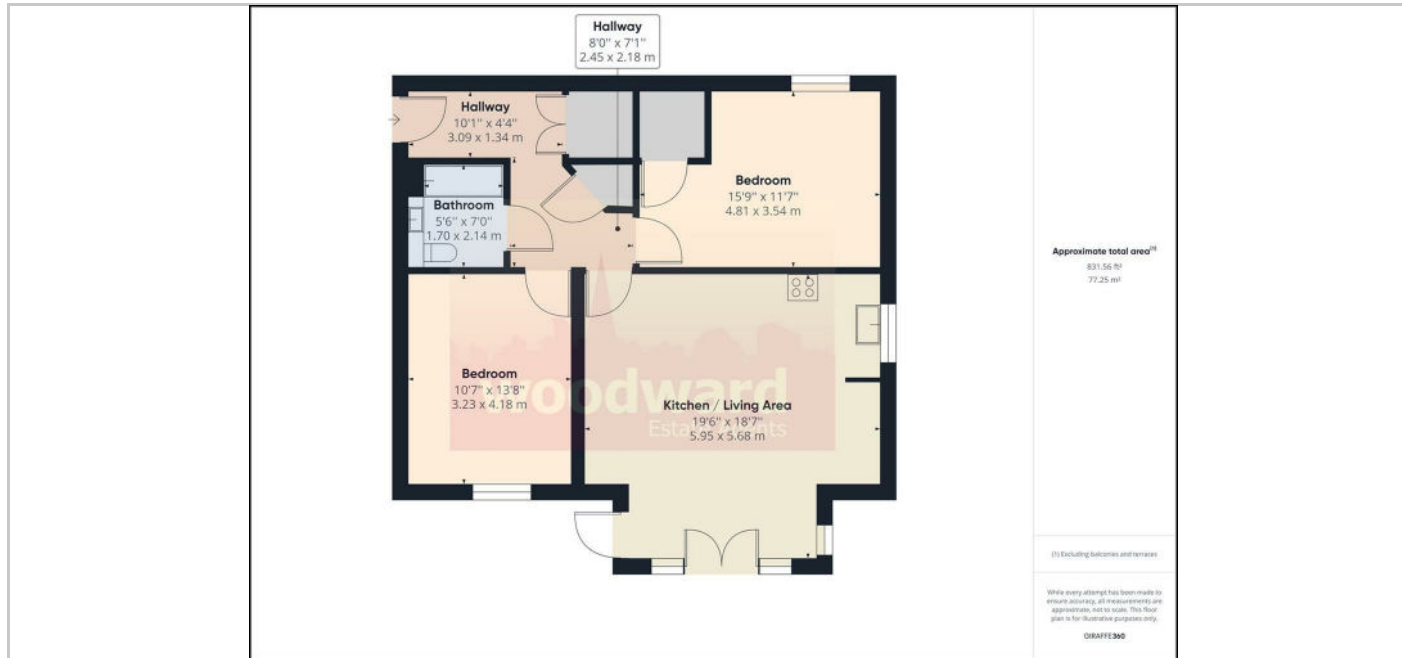 Hallway
8'0" x 7'1"
2.45 x 2.18 m
Hallway
10'1" x 4'4"
3.09 x 1.34 m
Bathroom
5'6" x 7'0"
1.70 x 2.14 m
Bedroom
15'9" x 11'7"
4.81 x 3.54 m
Bedroom
10'7" x 13'8"
3.23 x 4.18 m
Kitchen / Living Area
19'6" x 18'7"
5.95 x 5.68 m
woodward
Estate Agents
Approximate total area(1)
831.56 ft²
77.25 m²
(1) Excluding balconies and terraces
While every attempt has been made to
ensure accuracy, all measurements are
approximate, not to scale. This floor
plan is for illustrative purposes only.
GIRAFFE360